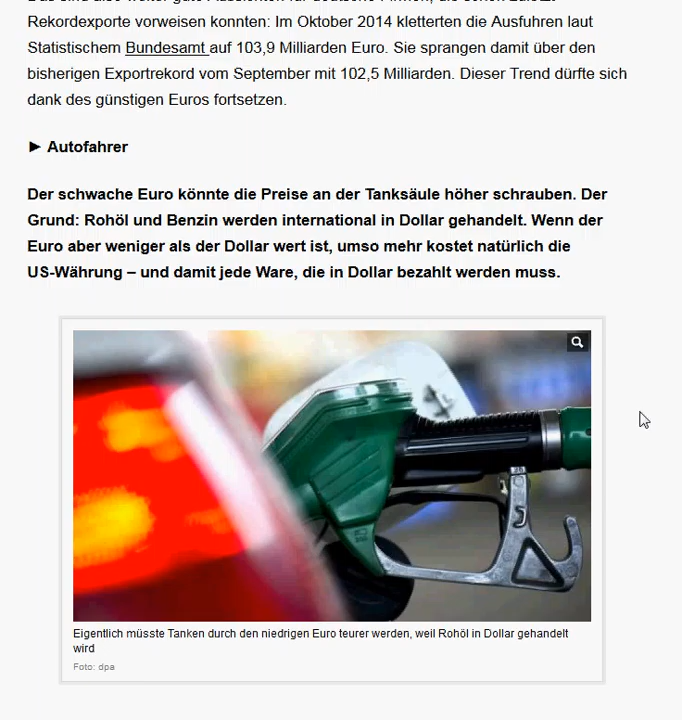 Rekordexporte vorweisen konnten: Im Oktober 2014 kletterten die Ausfuhren laut
Statistischem Bundesamt auf 103,9 Milliarden Euro. Sie sprangen damit über den
bisherigen Exportrekord vom September mit 102,5 Milliarden. Dieser Trend dürfte sich
dank des günstigen Euros fortsetzen.
► Autofahrer
Der schwache Euro könnte die Preise an der Tanksäule höher schrauben. Der
Grund: Rohöl und Benzin werden international in Dollar gehandelt. Wenn der
Euro aber weniger als der Dollar wert ist, umso mehr kostet natürlich die
US-Währung – und damit jede Ware, die in Dollar bezahlt werden muss.
Eigentlich müsste Tanken durch den niedrigen Euro teurer werden, weil Rohöl in Dollar gehandelt
wird
Foto: dpa